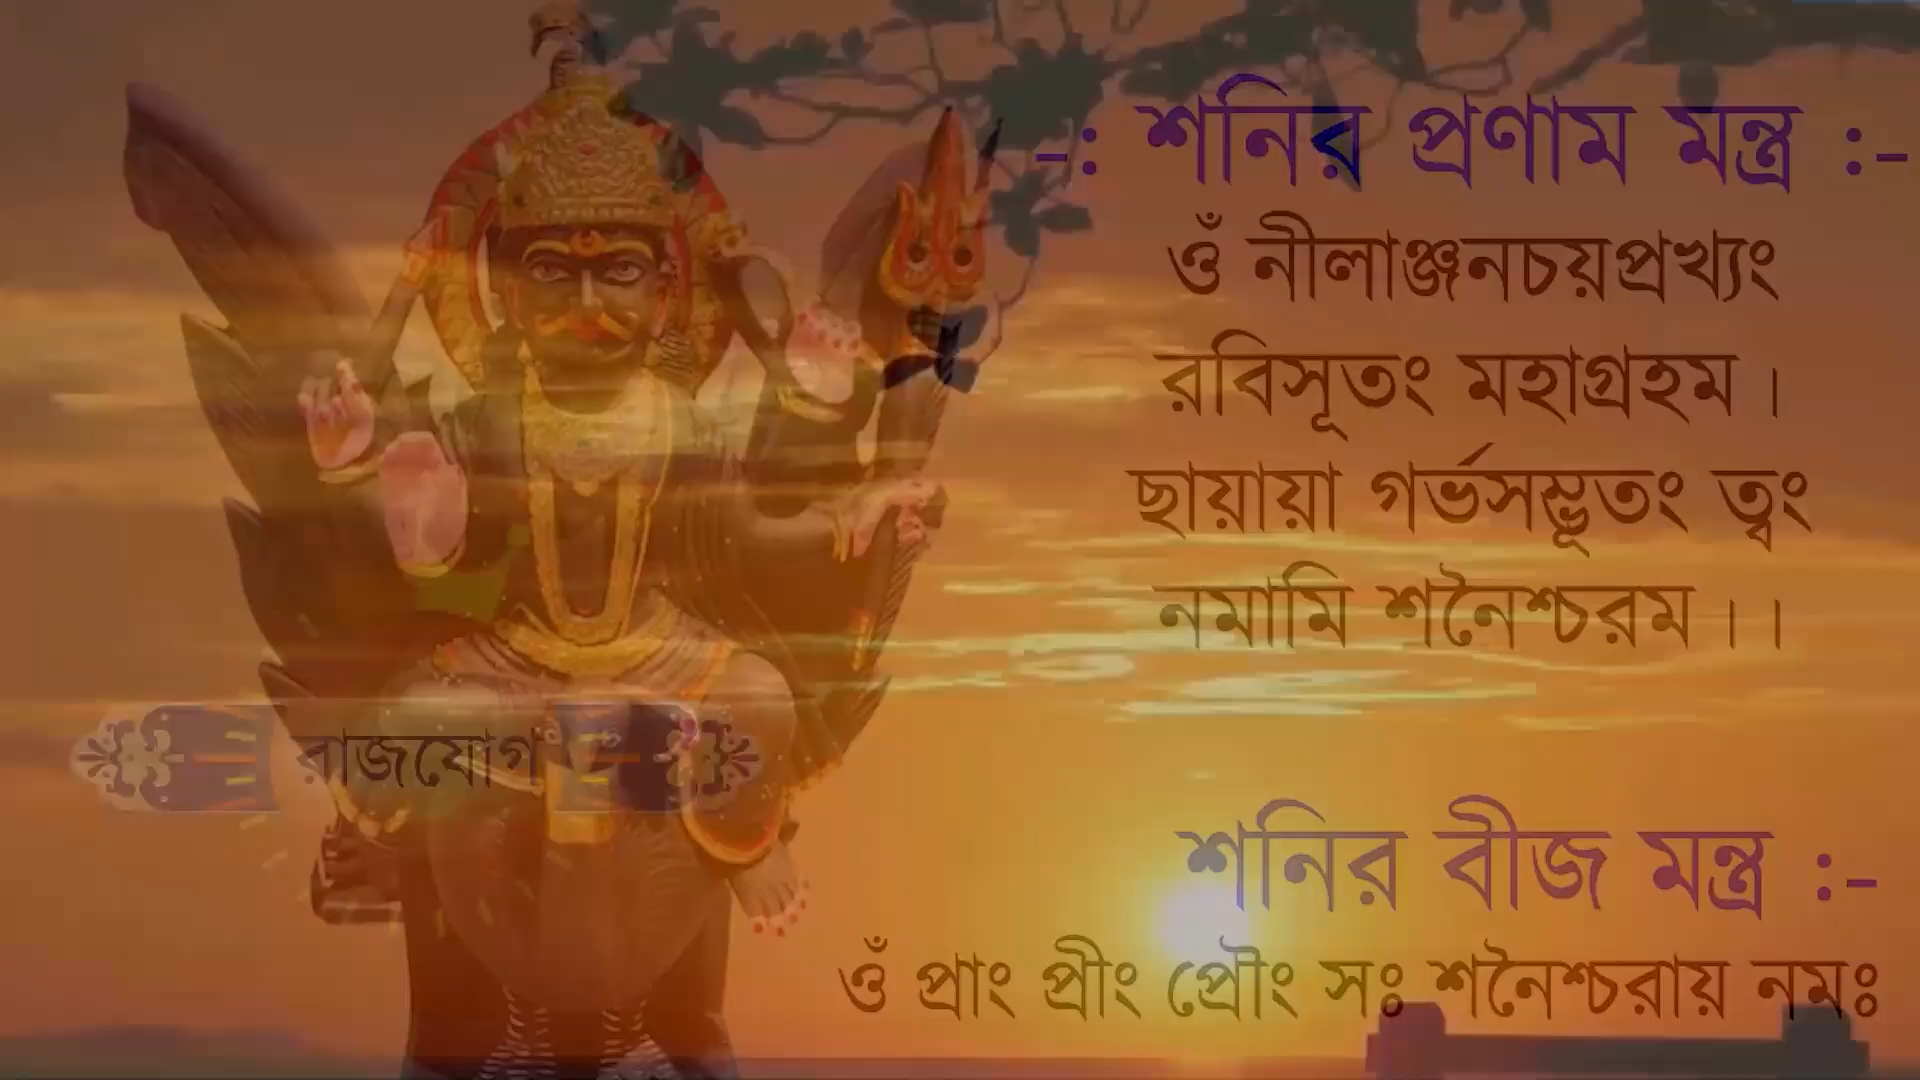 -: শনির প্রণাম মন্ত্র :-
ওঁ নীলাঞ্জনচয়প্রখ্যং
রবিসূতং মহাগ্রহম।
ছায়ায়া গর্ভসম্ভূতং ত্বং
নমামি শনৈশ্চরম।।
রাজযোগ
শনির বীজ মন্ত্র :-
ওঁ প্রাং প্রীং প্রৌং সঃ শনৈশ্চরায় নমঃ